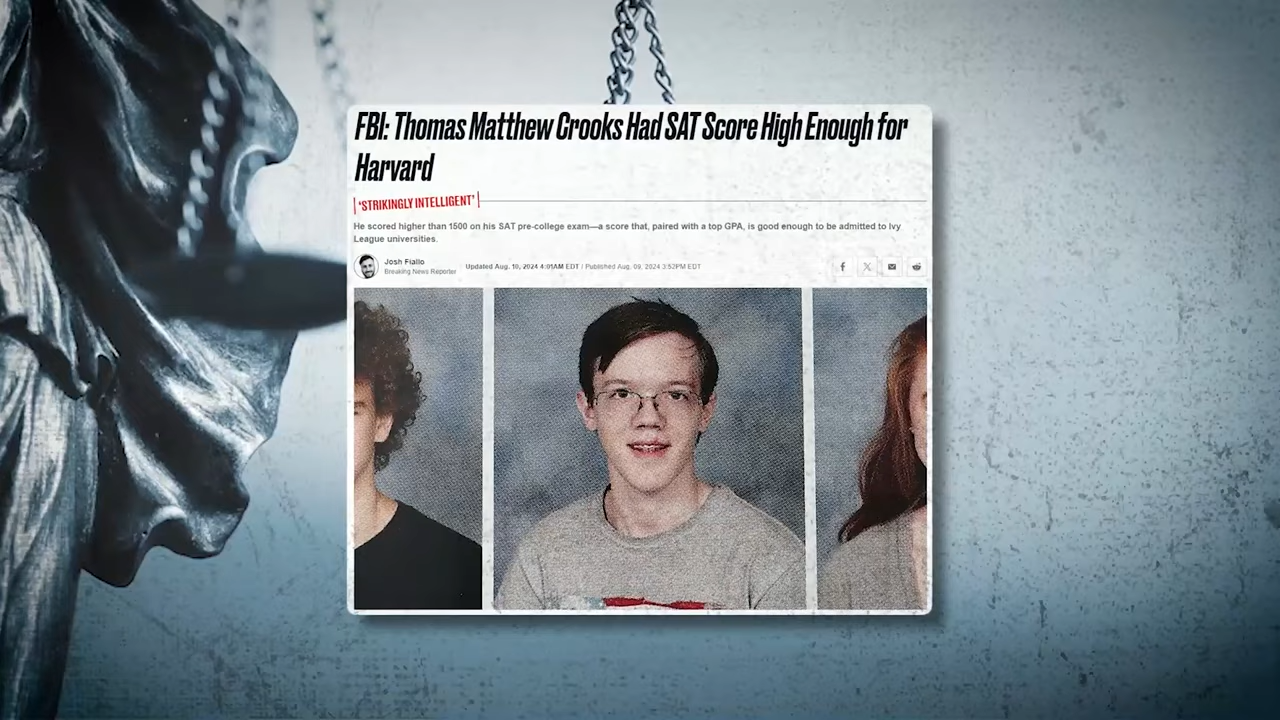 FBI: Thomas Matthew Crooks Had SAT Score High Enough for
Harvard
'STRIKINGLY INTELLIGENT'
He scored higher than 1500 on his SAT pre-college exam—a score that, paired with a top GPA, is good enough to be admitted to Ivy
League universities.
Josh Fiallo
Breaking News Reporter
Updated Aug. 10, 2024 4:01AM EDT / Published Aug. 09, 2024 3:52PM EDT